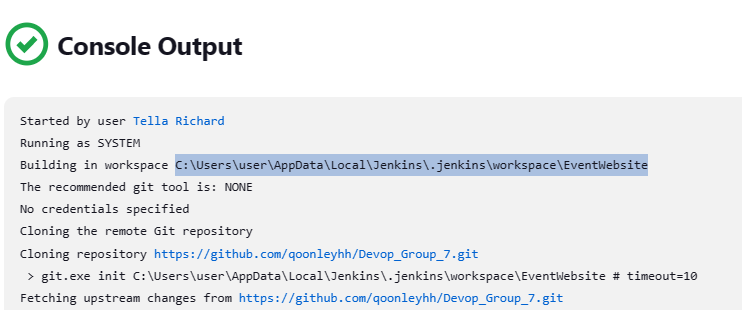 Console Output
Started by user Tella Richard
Running as SYSTEM
Building in workspace C:\Users\user\AppData\Local\Jenkins\.jenkins\workspace\EventWebsite
The recommended git tool is: NONE
No credentials specified
Cloning the remote Git repository
Cloning repository https://github.com/qoonleyhh/Devop_Group_7.git
 > git.exe init C:\Users\user\AppData\Local\Jenkins\.jenkins\workspace\EventWebsite # timeout=10
Fetching upstream changes from https://github.com/qoonleyhh/Devop_Group_7.git